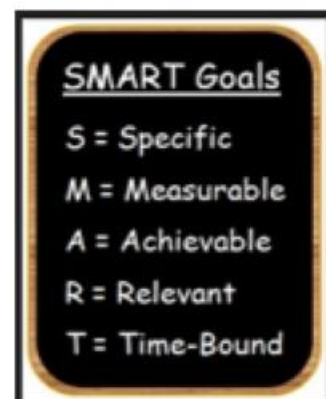 SMART Goals
S = Specific
M = Measurable
A = Achievable
R = Relevant
T = Time-Bound